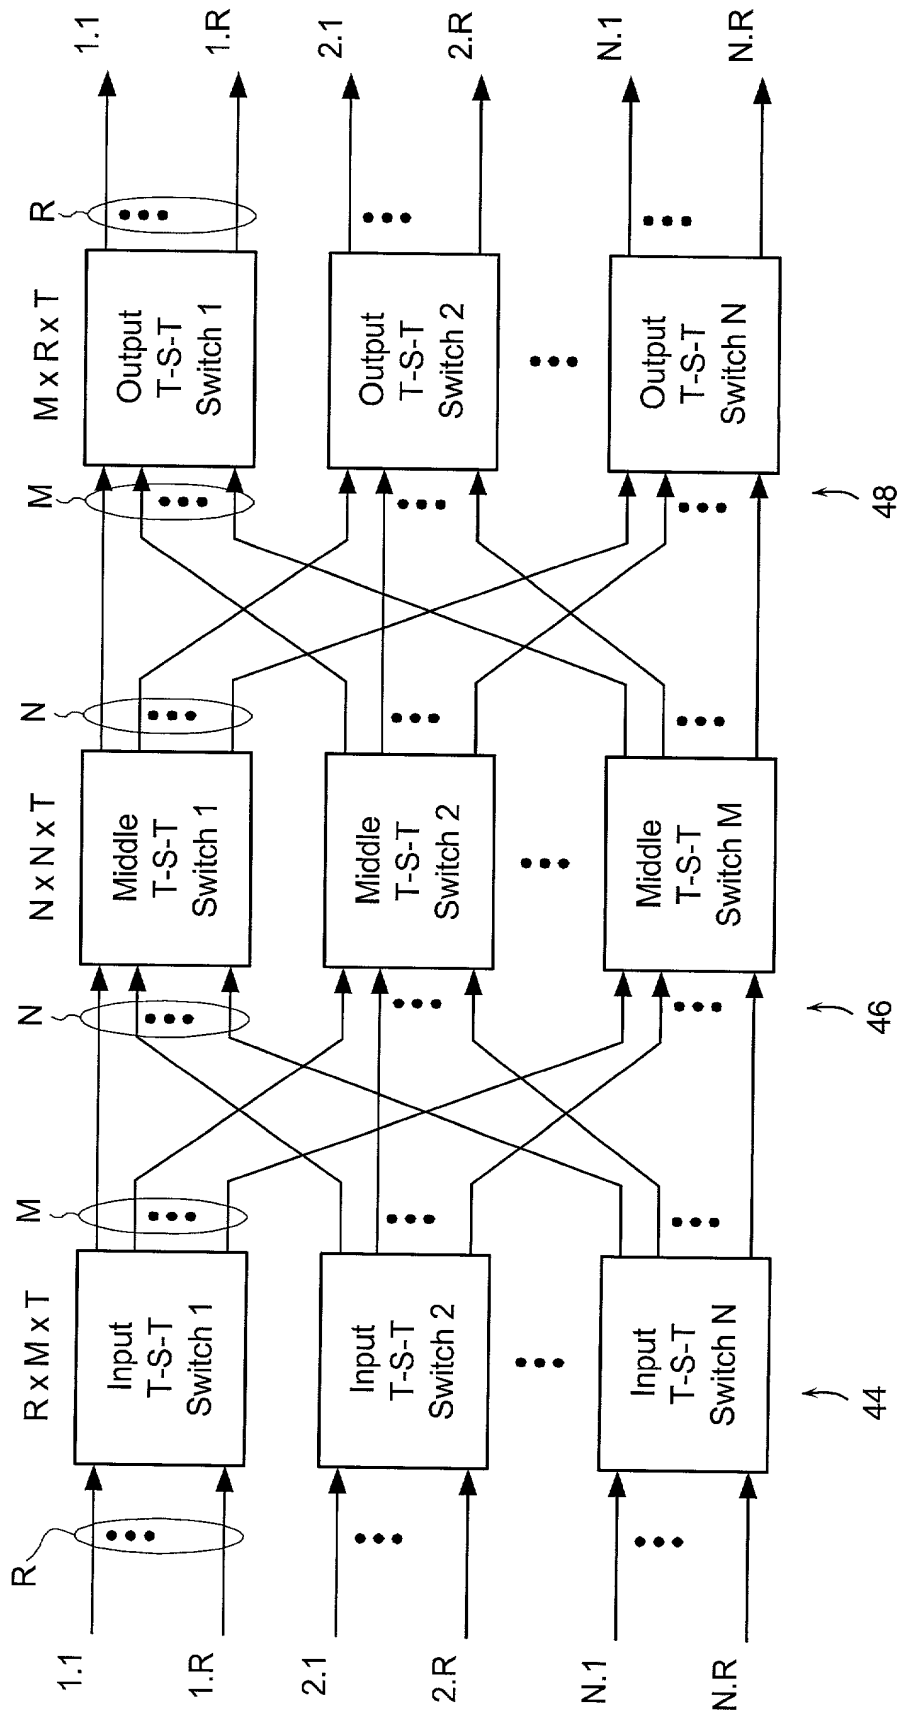 R x M x T
N x N x T
M x R x T
R
M
N
N
M
R
1.1
1.R
Input
T-S-T
Switch 1
Middle
T-S-T
Switch 1
Output
T-S-T
Switch 1
1.1
1.R
2.1
2.R
Input
T-S-T
Switch 2
Middle
T-S-T
Switch 2
Output
T-S-T
Switch 2
2.1
2.R
N.1
N.R
Input
T-S-T
Switch N
Middle
T-S-T
Switch M
Output
T-S-T
Switch N
N.1
N.R
44
46
48